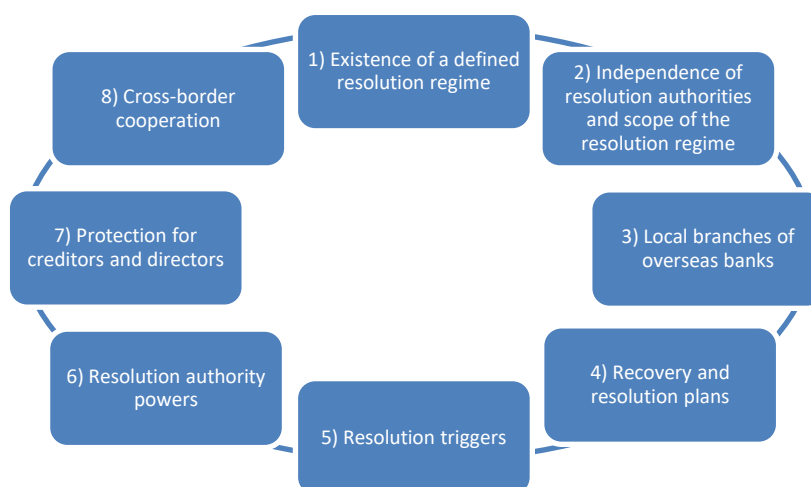 1) Existence of a defined
resolution regime
2) Independence of
resolution authorities
and scope of the
resolution regime
3) Local branches of
overseas banks
4) Recovery and
resolution plans
5) Resolution triggers
6) Resolution authority
powers
7) Protection for
creditors and directors
8) Cross-border
cooperation